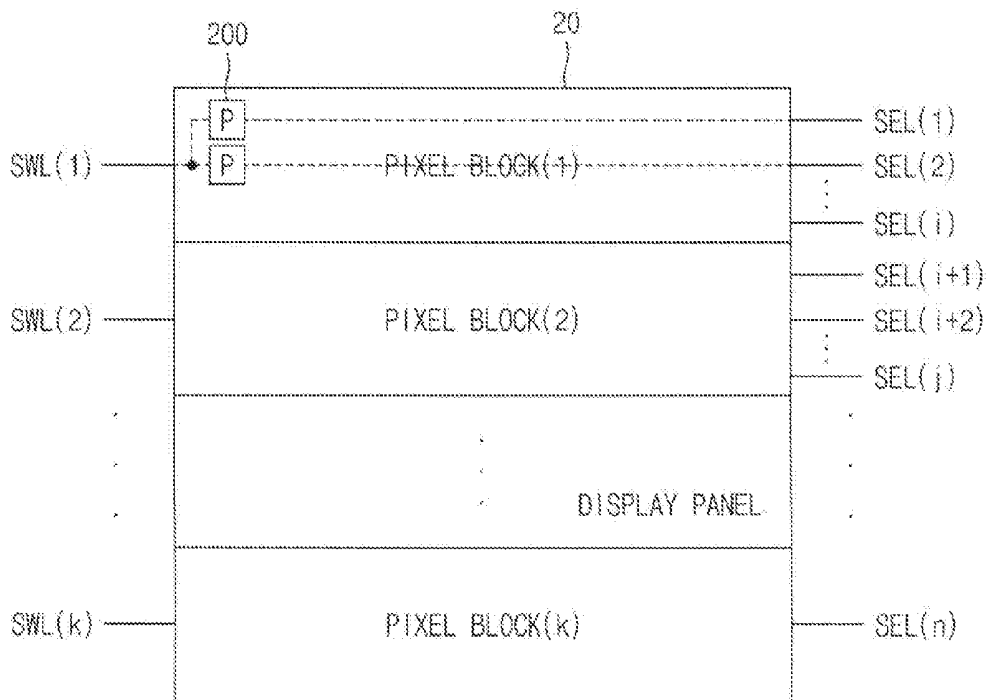 200
20
P
SEL(1)
SWL(1)
P
PIXEL BLOCK(1)
SEL(2)
SEL(i)
SEL(i+1)
SWL(2)
PIXEL BLOCK(2)
SEL(i+2)
SEL(j)
DISPLAY PANEL
SWL(k)
PIXEL BLOCK(k)
SEL(n)